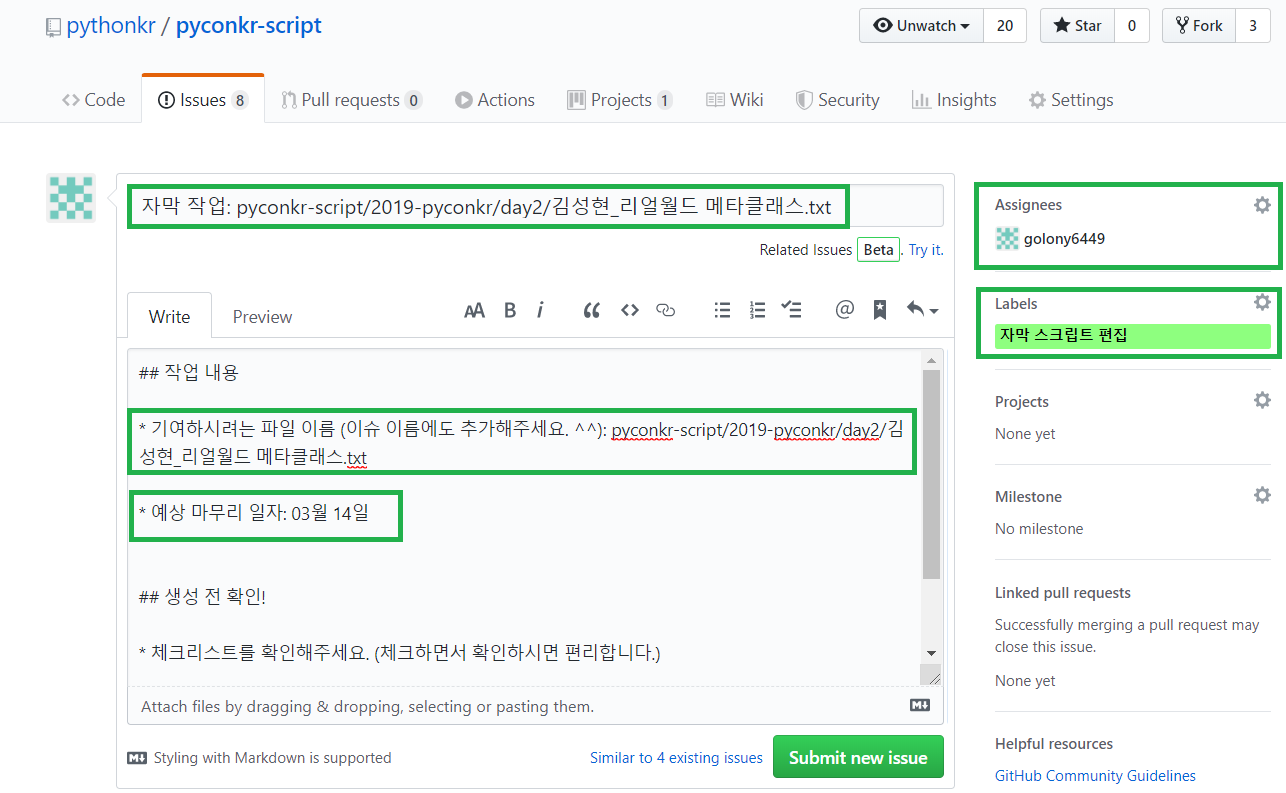 pythonkr / pyconkr-script
Unwatch 20 Star 0 Fork 3
Code Issues 8 Pull requests 0 Actions Projects 1 Wiki Security Insights Settings
자막 작업: pyconkr-script/2019-pyconkr/day2/김성현_리얼월드 메타클래스.txt
Related Issues Beta . Try it.
Write Preview AA B i @
## 작업 내용
* 기여하시려는 파일 이름 (이슈 이름에도 추가해주세요. ^^): pyconkr-script/2019-pyconkr/day2/김
성현_리얼월드 메타클래스.txt
* 예상 마무리 일자: 03월 14일
## 생성 전 확인!
* 체크리스트를 확인해주세요. (체크하면서 확인하시면 편리합니다.)
Attach files by dragging & dropping, selecting or pasting them.
Styling with Markdown is supported
Similar to 4 existing issues
Submit new issue
Assignees
golony6449
Labels
자막 스크립트 편집
Projects
None yet
Milestone
No milestone
Linked pull requests
Successfully merging a pull request may
close this issue.
None yet
Helpful resources
GitHub Community Guidelines